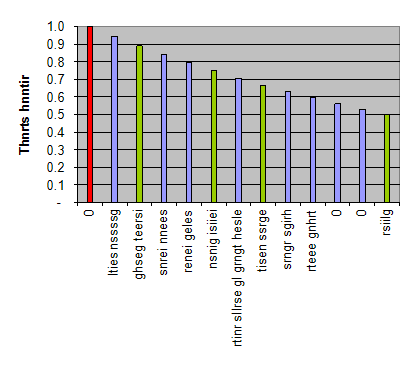 Thnrts hnntir
1.0
0.9
0.8
0.7
0.6
0.5
0.4
0.3
0.2
0.1
-
0
lties nssssg
ghseg teersi
snrei nnees
renei geles
nsnig isiiei
rtinr sllrse gl grngt hesle
tisen ssrge
srngr sgirh
rteee gnhrt
0
0
rsiilg